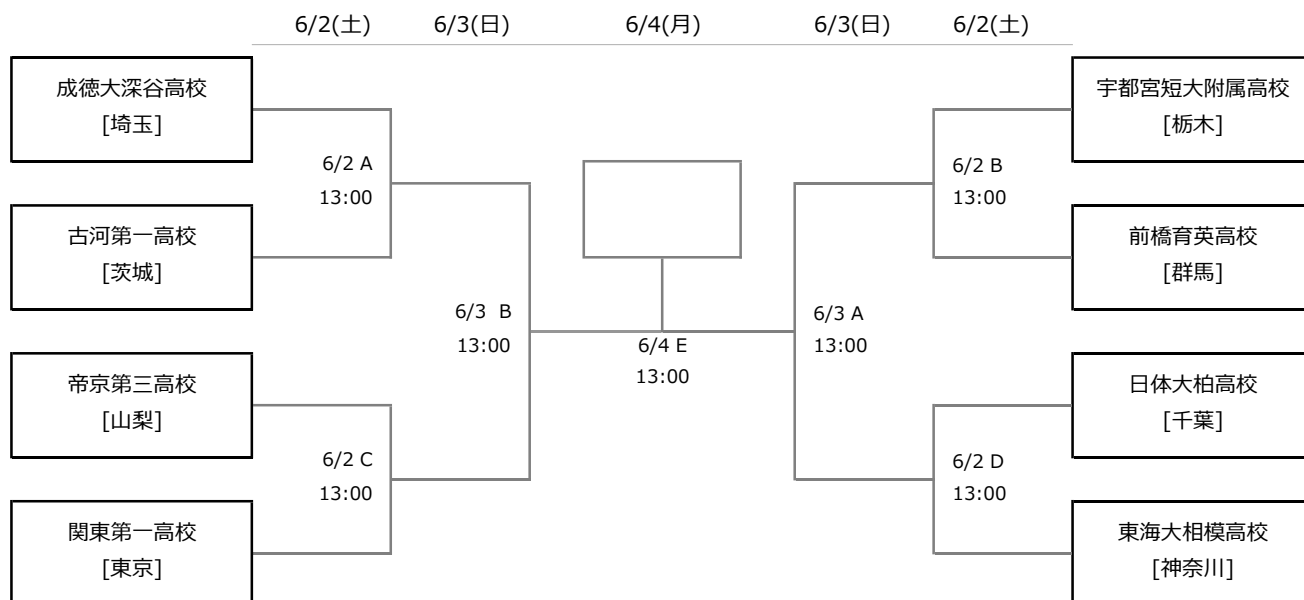 6/2(土) 6/3(日) 6/4(月) 6/3(日) 6/2(土)
成徳大深谷高校
[埼玉]
宇都宮短大附属高校
[栃木]
6/2 A
13:00
6/2 B
13:00
古河第一高校
[茨城]
前橋育英高校
[群馬]
6/3 B
13:00
6/4 E
13:00
6/3 A
13:00
帝京第三高校
[山梨]
日体大柏高校
[千葉]
6/2 C
13:00
6/2 D
13:00
関東第一高校
[東京]
東海大相模高校
[神奈川]